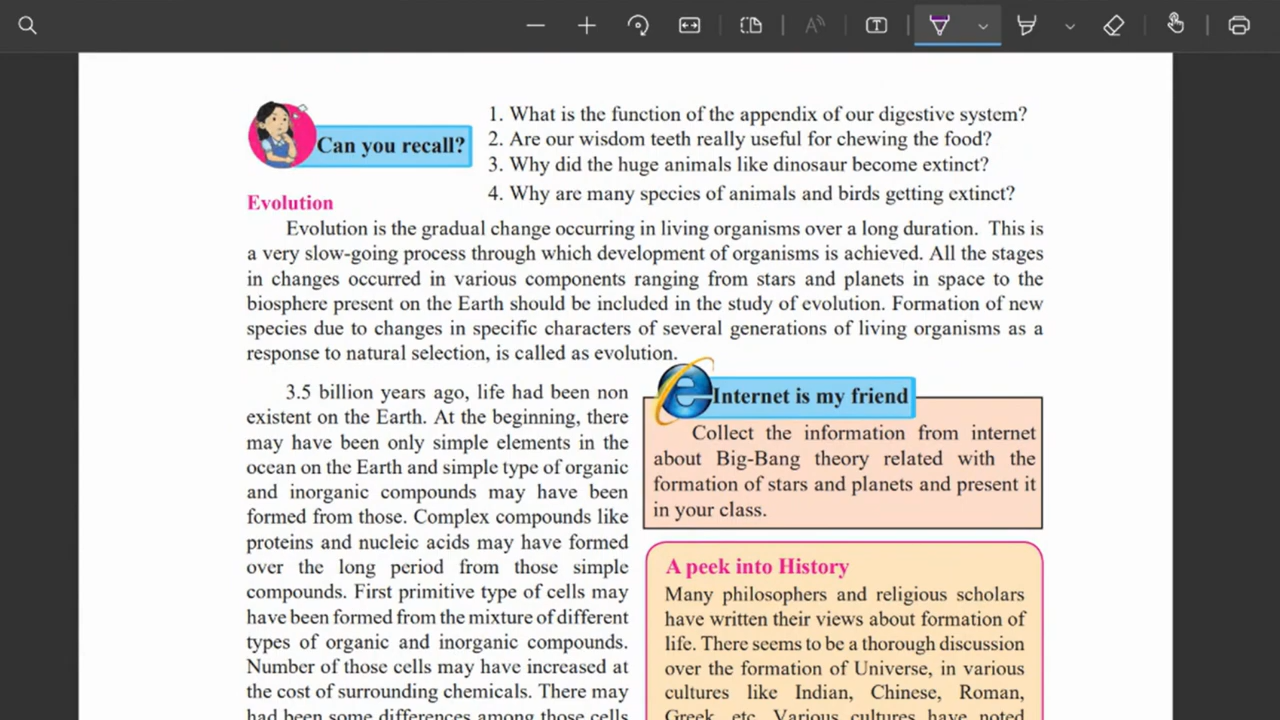 Can you recall?
1. What is the function of the appendix of our digestive system?
2. Are our wisdom teeth really useful for chewing the food?
3. Why did the huge animals like dinosaur become extinct?
4. Why are many species of animals and birds getting extinct?
Evolution
Evolution is the gradual change occurring in living organisms over a long duration. This is
a very slow-going process through which development of organisms is achieved. All the stages
in changes occurred in various components ranging from stars and planets in space to the
biosphere present on the Earth should be included in the study of evolution. Formation of new
species due to changes in specific characters of several generations of living organisms as a
response to natural selection, is called as evolution.
3.5 billion years ago, life had been non
existent on the Earth. At the beginning, there
may have been only simple elements in the
ocean on the Earth and simple type of organic
and inorganic compounds may have been
formed from those. Complex compounds like
proteins and nucleic acids may have formed
over the long period from those simple
compounds. First primitive type of cells may
have been formed from the mixture of different
types of organic and inorganic compounds.
Number of those cells may have increased at
the cost of surrounding chemicals. There may
had been some differences among those cells
Internet is my friend
Collect the information from internet
about Big-Bang theory related with the
formation of stars and planets and present it
in your class.
A peek into History
Many philosophers and religious scholars
have written their views about formation of
life. There seems to be a thorough discussion
over the formation of Universe, in various
cultures like Indian, Chinese, Roman,
Greek, etc. Various cultures have noted